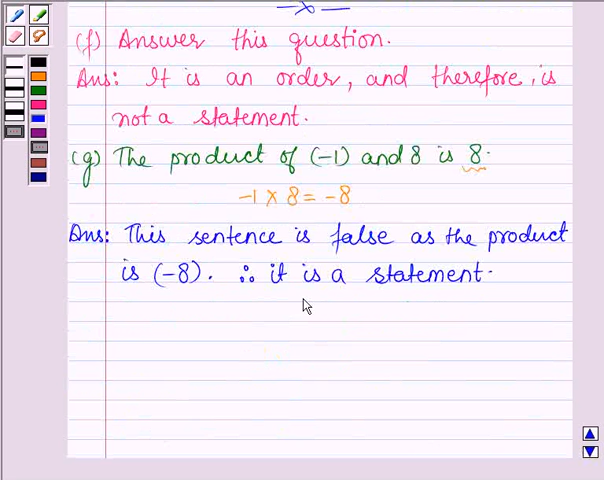 —x—
(f) Answer this question.
Ans: It is an order, and therefore, is
not a statement.
(g) The product of (-1) and 8 is 8.
-1 × 8 = -8
Ans: This sentence is false as the product
is (-8). ∴ it is a statement.